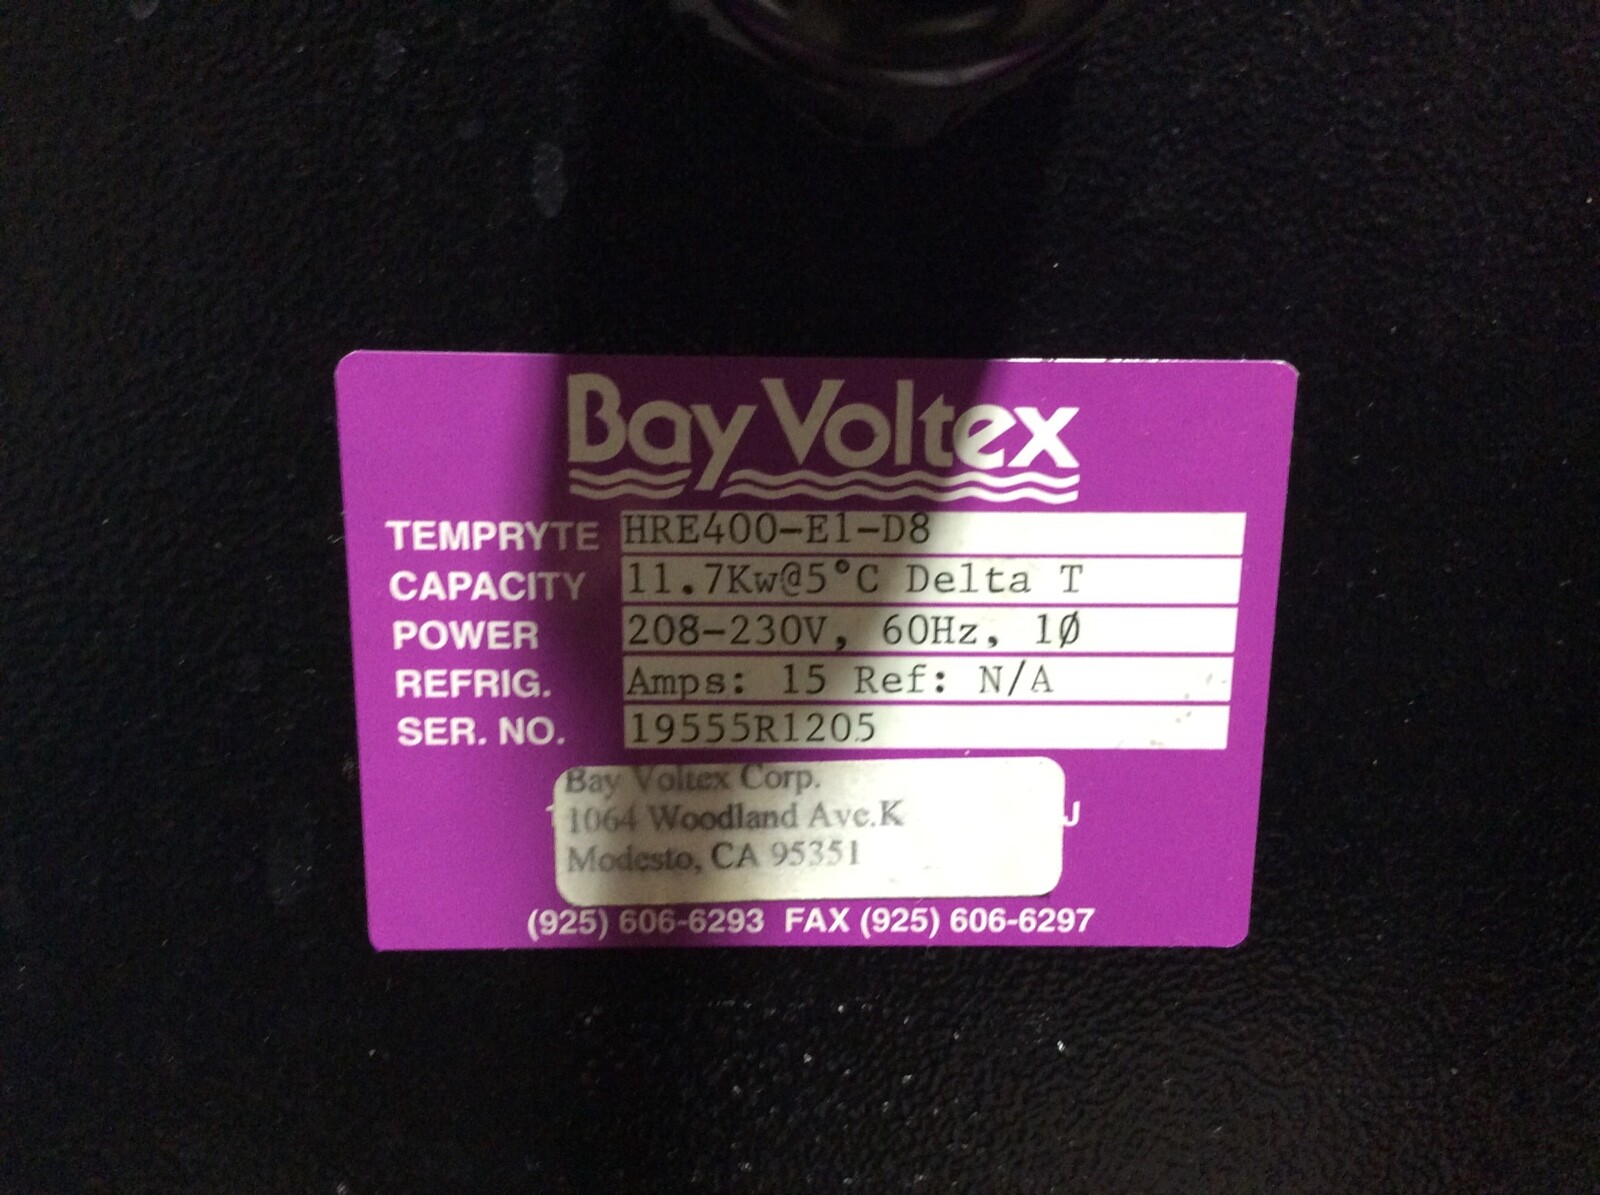 Bay Voltex
TEMPRYTE HRE400-E1-D8
CAPACITY 11.7Kw@5°C Delta T
POWER 208-230V, 60Hz, 1Ø
REFRIG. Amps: 15 Ref: N/A
SER. NO. 19555R1205
Bay Voltex Corp.
1064 Woodland Ave.K
Modesto, CA 95351
(925) 606-6293 FAX (925) 606-6297